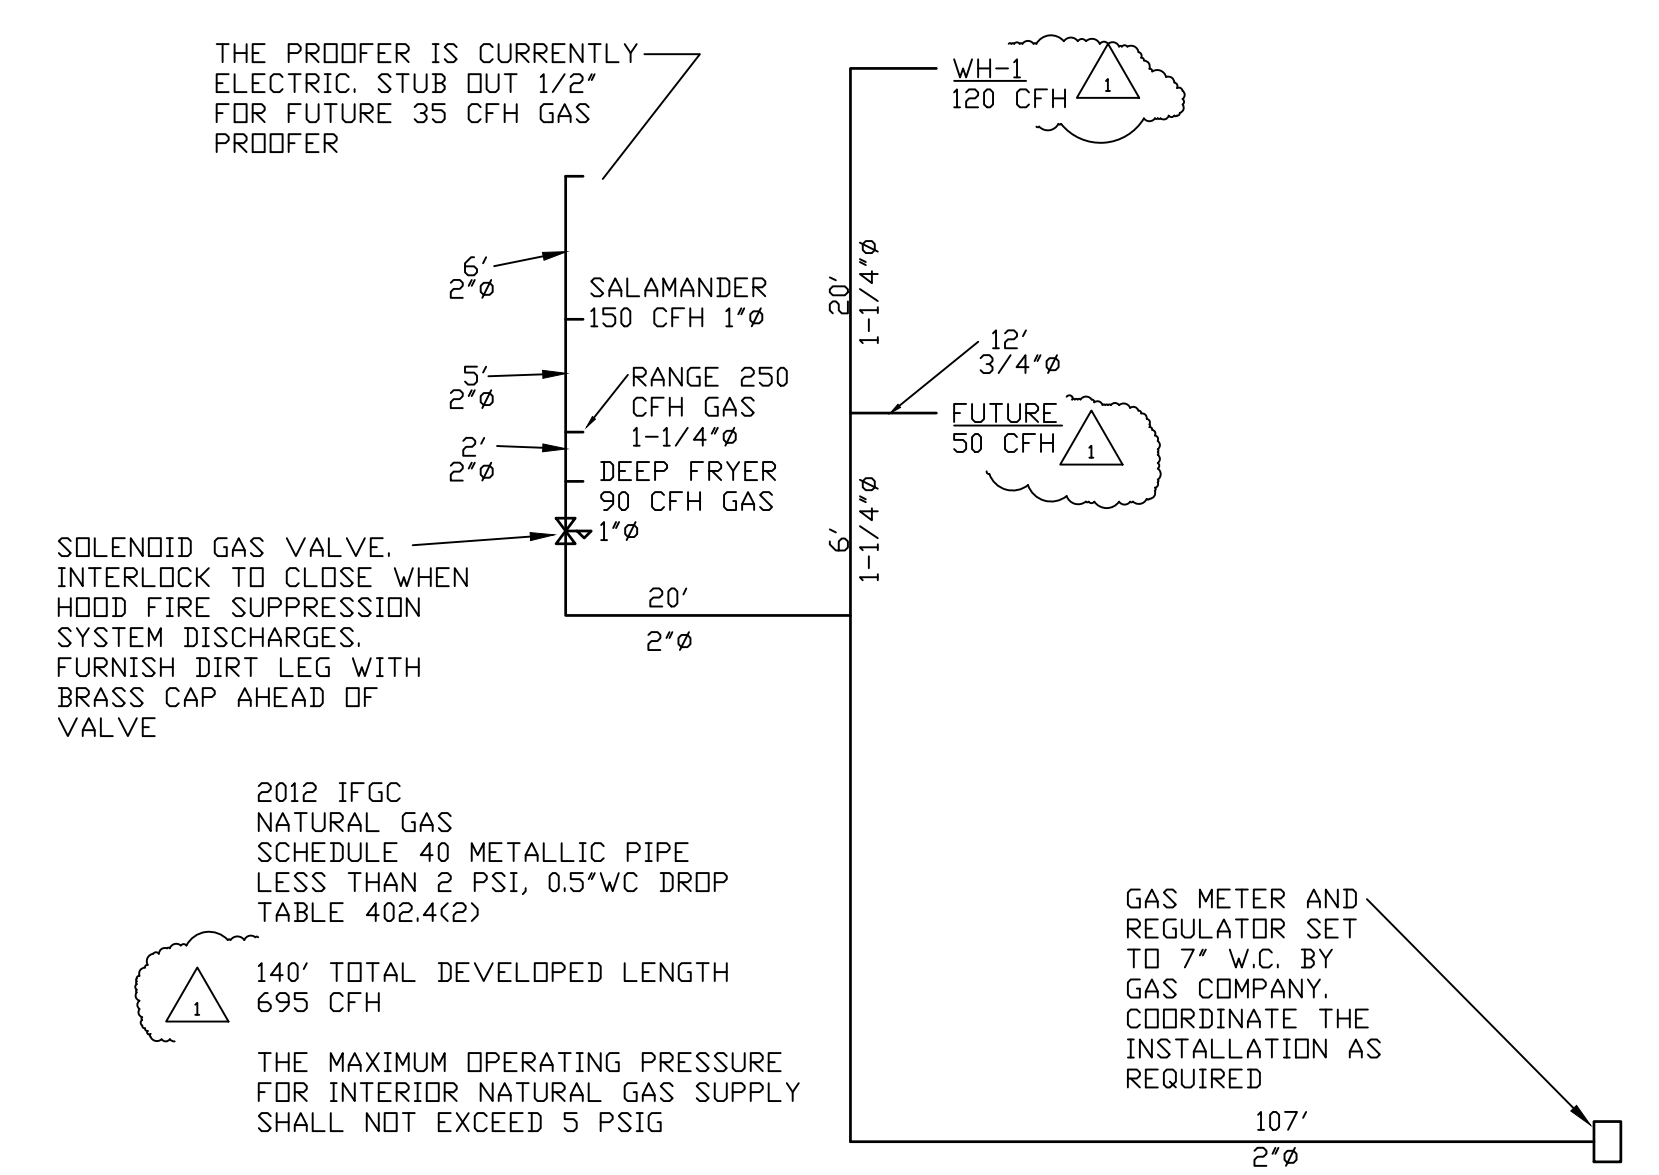 THE PROOFER IS CURRENTLY
ELECTRIC. STUB OUT 1/2"
FOR FUTURE 35 CFH GAS
PROOFER
WH-1
120 CFH
1
6'
2"Ø
SALAMANDER
150 CFH 1"Ø
20'
1-1/4"Ø
12'
3/4"Ø
5'
2"Ø
RANGE 250
CFH GAS
1-1/4"Ø
FUTURE
50 CFH
1
2'
2"Ø
DEEP FRYER
90 CFH GAS
1"Ø
6'
1-1/4"Ø
SOLENOID GAS VALVE.
INTERLOCK TO CLOSE WHEN
HOOD FIRE SUPPRESSION
SYSTEM DISCHARGES.
FURNISH DIRT LEG WITH
BRASS CAP AHEAD OF
VALVE
20'
2"Ø
2012 IFGC
NATURAL GAS
SCHEDULE 40 METALLIC PIPE
LESS THAN 2 PSI, 0.5"WC DROP
TABLE 402.4(2)
1
140' TOTAL DEVELOPED LENGTH
695 CFH
THE MAXIMUM OPERATING PRESSURE
FOR INTERIOR NATURAL GAS SUPPLY
SHALL NOT EXCEED 5 PSIG
GAS METER AND
REGULATOR SET
TO 7" W.C. BY
GAS COMPANY.
COORDINATE THE
INSTALLATION AS
REQUIRED
107'
2"Ø